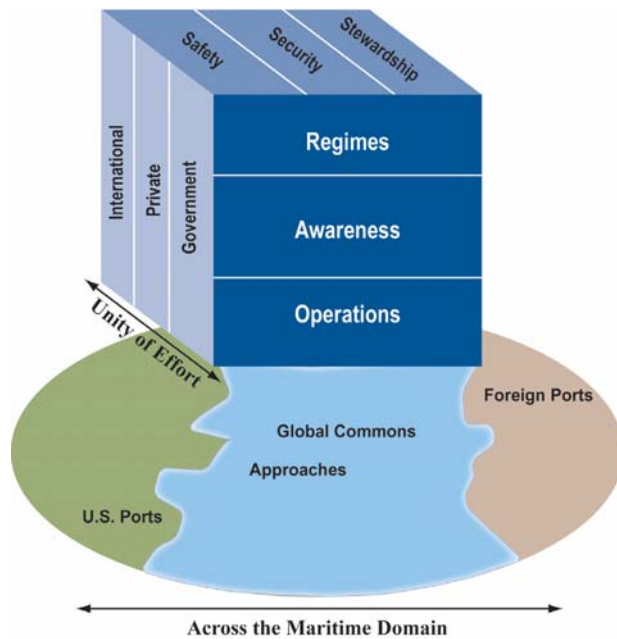 Safety
Security
Stewardship
International
Private
Government
Regimes
Awareness
Operations
Unity of Effort
Foreign Ports
Global Commons
Approaches
U.S. Ports
Across the Maritime Domain